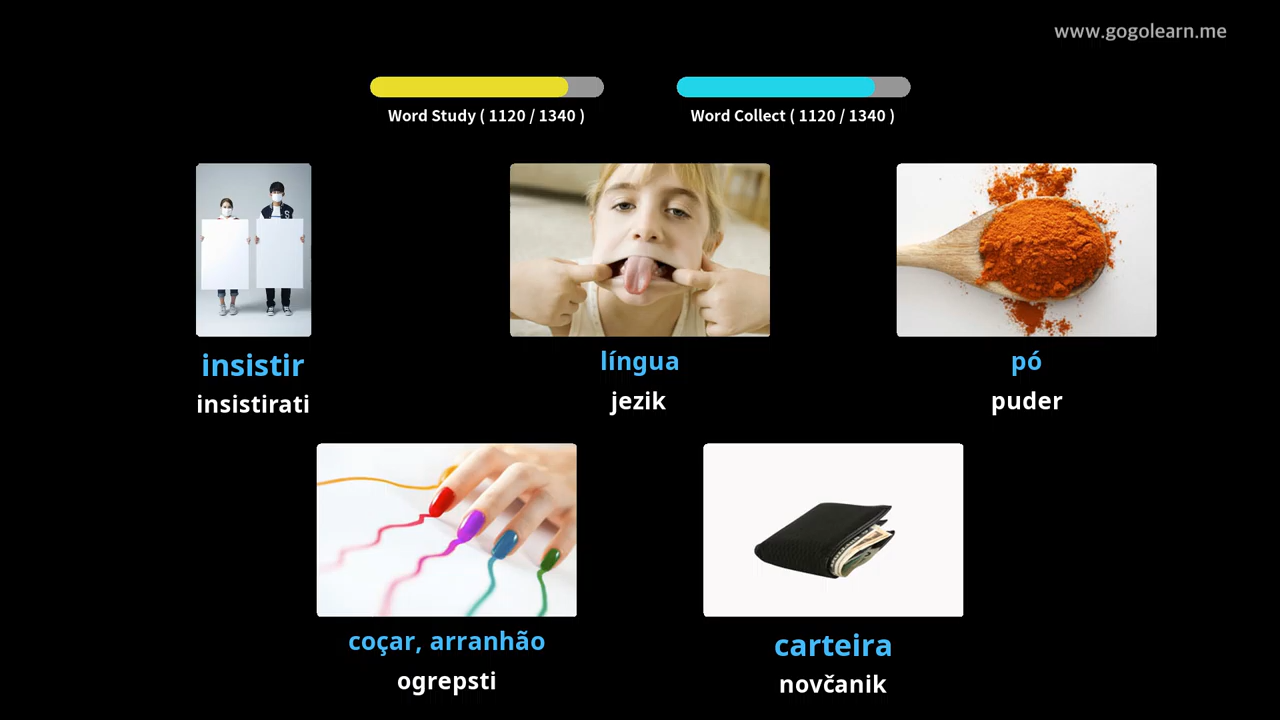 www.gogolearn.me
Word Study ( 1120 / 1340 )
Word Collect ( 1120 / 1340 )
insistir
insistirati
língua
jezik
pó
puder
coçar, arranhão
ogrepsti
carteira
novčanik